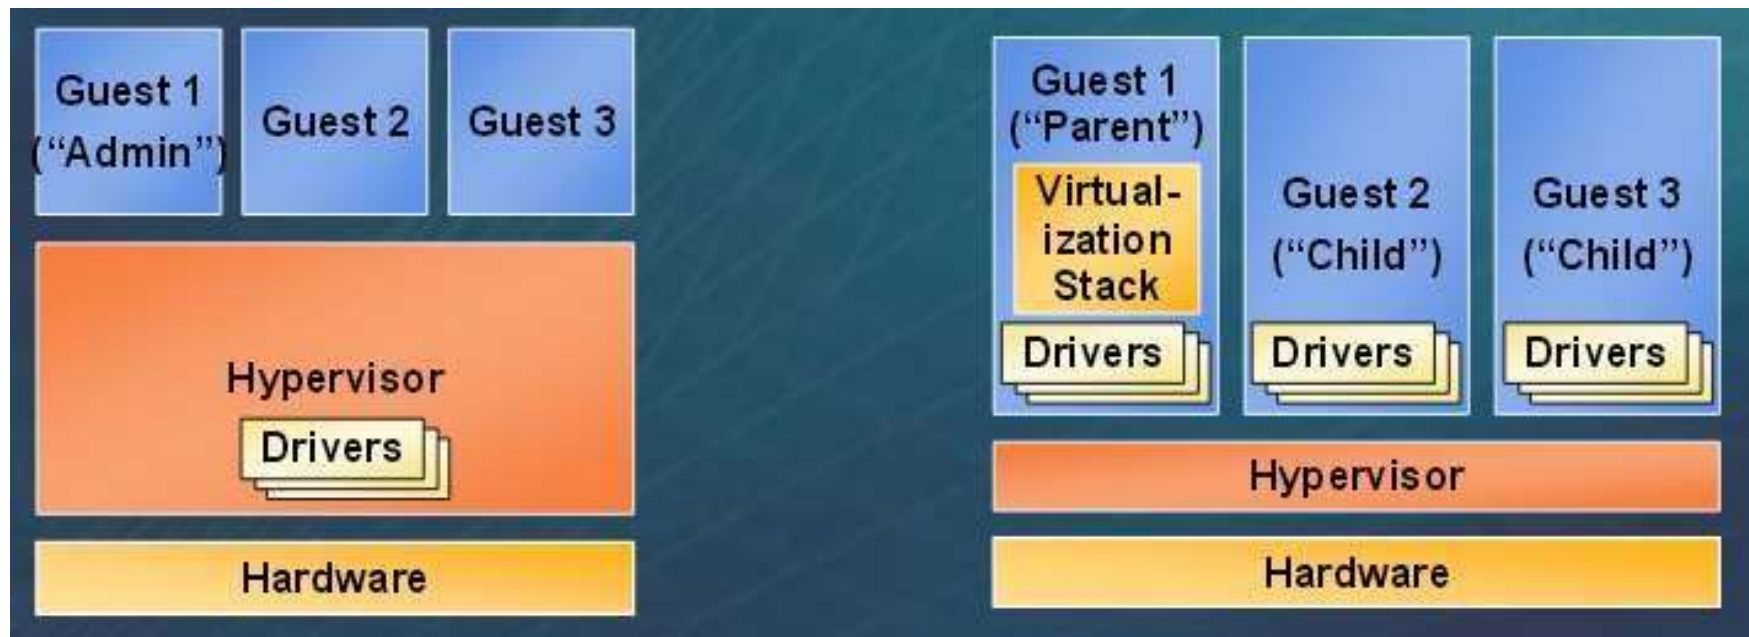 Guest 1
(“Admin”)
Guest 2
Guest 3
Hypervisor
Drivers
Hardware
Guest 1
(“Parent”)
Virtual-
ization
Stack
Drivers
Guest 2
(“Child”)
Drivers
Guest 3
(“Child”)
Drivers
Hypervisor
Hardware